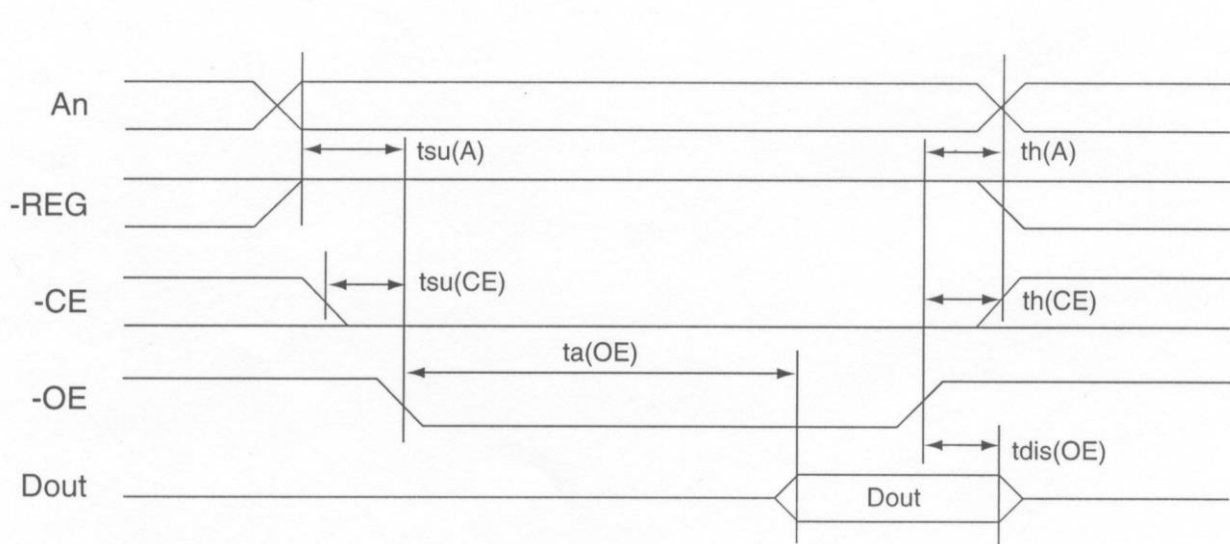 An
tsu(A)
th(A)
-REG
-CE
tsu(CE)
th(CE)
ta(OE)
-OE
tdis(OE)
Dout
Dout